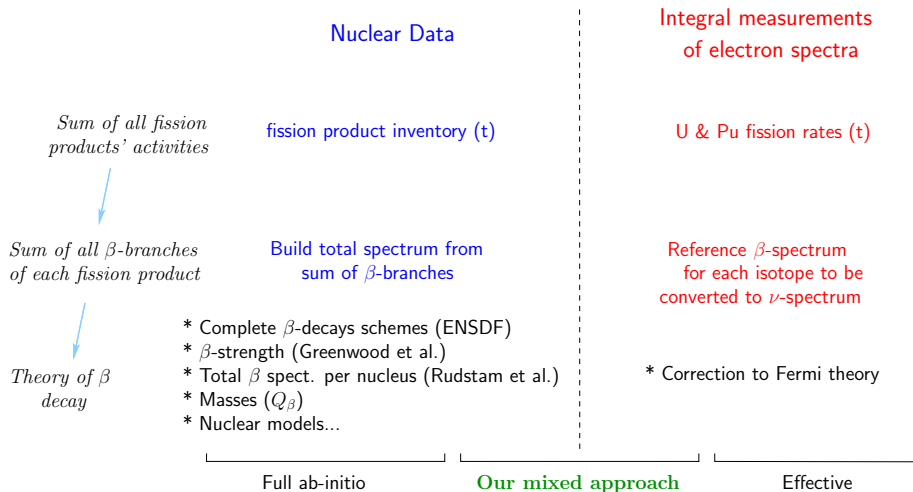 Nuclear Data
Integral measurements
of electron spectra
Sum of all fission
products' activities
fission product inventory (t)
U & Pu fission rates (t)
Sum of all β-branches
of each fission product
Build total spectrum from
sum of β-branches
Reference β-spectrum
for each isotope to be
converted to ν-spectrum
Theory of β
decay
* Complete β-decays schemes (ENSDF)
* β-strength (Greenwood et al.)
* Total β spect. per nucleus (Rudstam et al.)
* Masses (Qβ)
* Nuclear models...
* Correction to Fermi theory
Full ab-initio
Our mixed approach
Effective